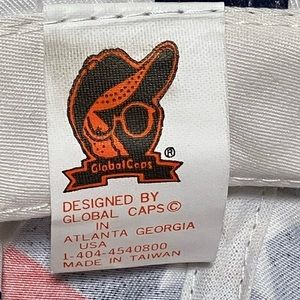 GlobalCaps
®
DESIGNED BY
GLOBAL CAPS©
IN
ATLANTA GEORGIA
USA
1-404-4540800
MADE IN TAIWAN